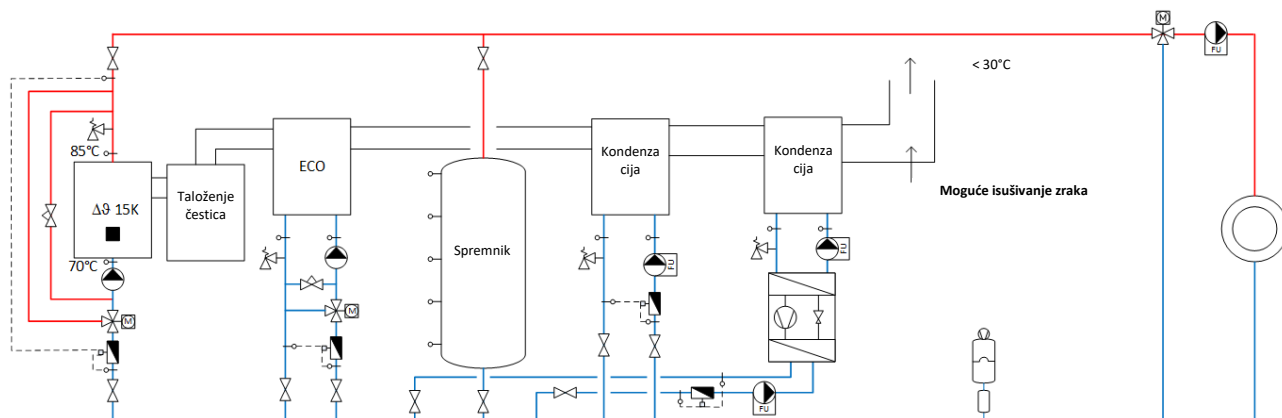 M
FU
< 30°C
85°C
ECO
Kondenza
cija
Kondenza
cija
Taloženje
čestica
Moguće isušivanje zraka
Δϑ 15K
Spremnik
70°C
FU
FU
M
M
FU